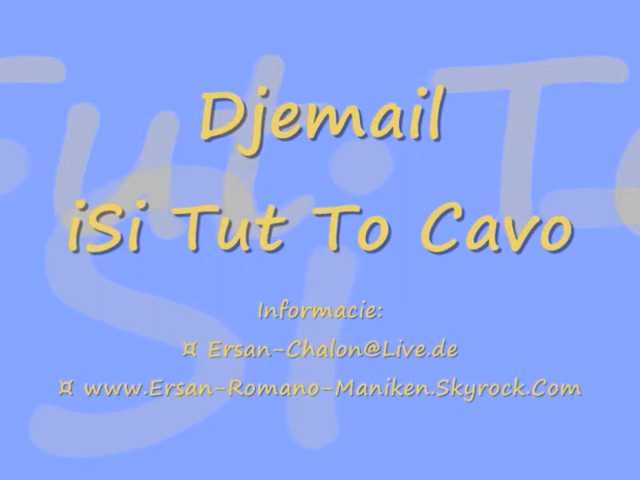 Djemail
iSi Tut To Cavo
Informacie:
¤ Ersan-Chalon@Live.de
¤ www.Ersan-Romano-Maniken.Skyrock.Com